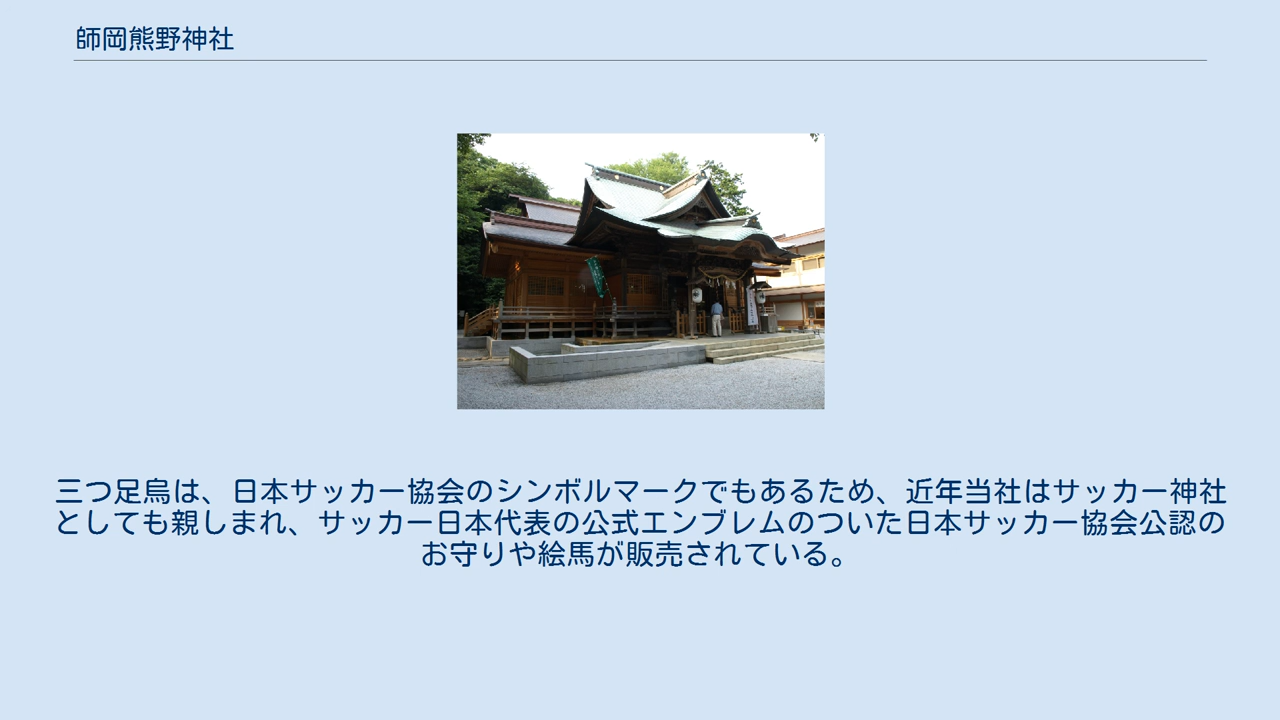 師岡熊野神社
三つ足烏は、日本サッカー協会のシンボルマークでもあるため、近年当社はサッカー神社
としても親しまれ、サッカー日本代表の公式エンブレムのついた日本サッカー協会公認の
お守りや絵馬が販売されている。